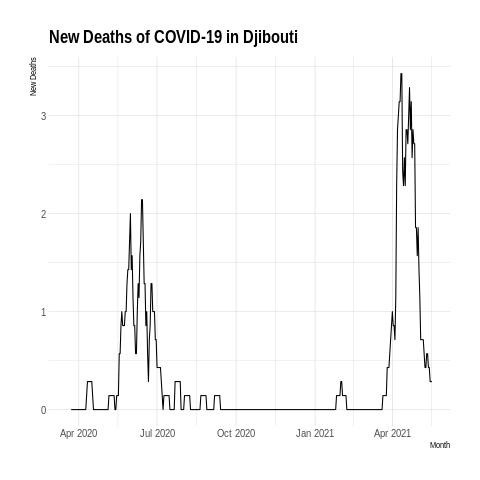 New Deaths of COVID-19 in Djibouti
New Deaths
3
2
1
0
Apr 2020 Jul 2020 Oct 2020 Jan 2021 Apr 2021
Month